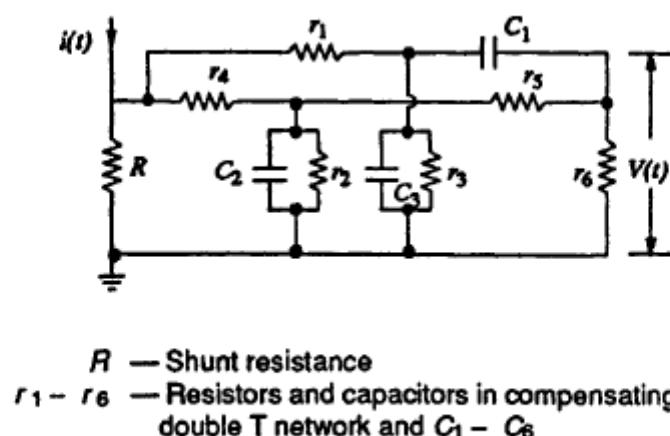 i(t)
r1
C1
r4
r5
R
C2
r2
C3
r3
r6
V(t)
R — Shunt resistance
r1 – r6 — Resistors and capacitors in compensating
double T network and C1 – C6